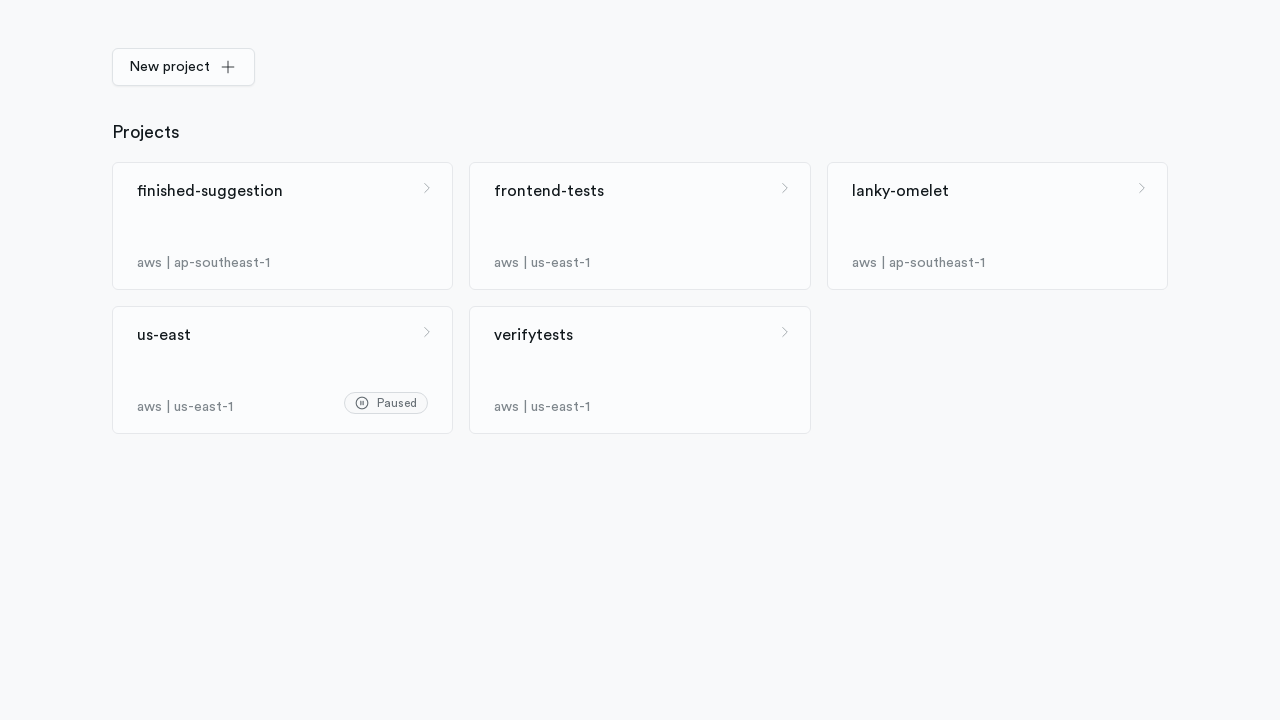 New project
Projects
finished-suggestion
aws | ap-southeast-1
frontend-tests
aws | us-east-1
lanky-omelet
aws | ap-southeast-1
us-east
aws | us-east-1
Paused
verifytests
aws | us-east-1